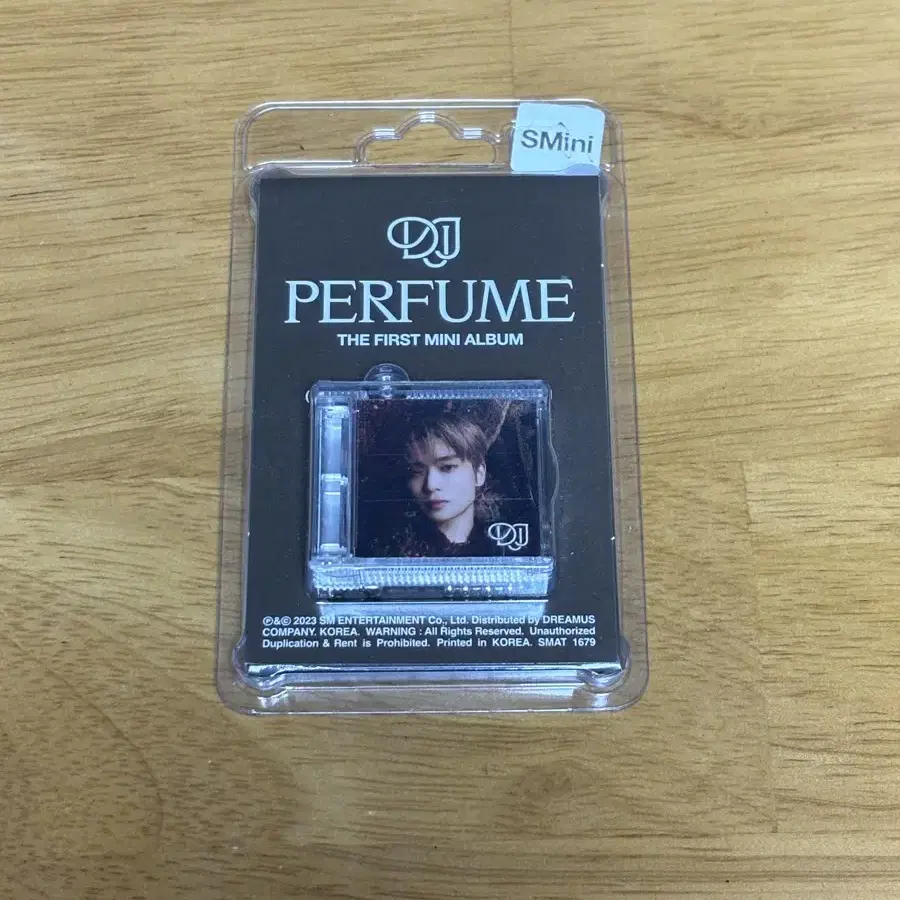 SMini
DJ
PERFUME
THE FIRST MINI ALBUM
DJ
℗&© 2023 SM ENTERTAINMENT Co., Ltd. Distributed by DREAMUS
COMPANY. KOREA. WARNING : All Rights Reserved. Unauthorized
Duplication & Rent is Prohibited. Printed in KOREA. SMAT 1679